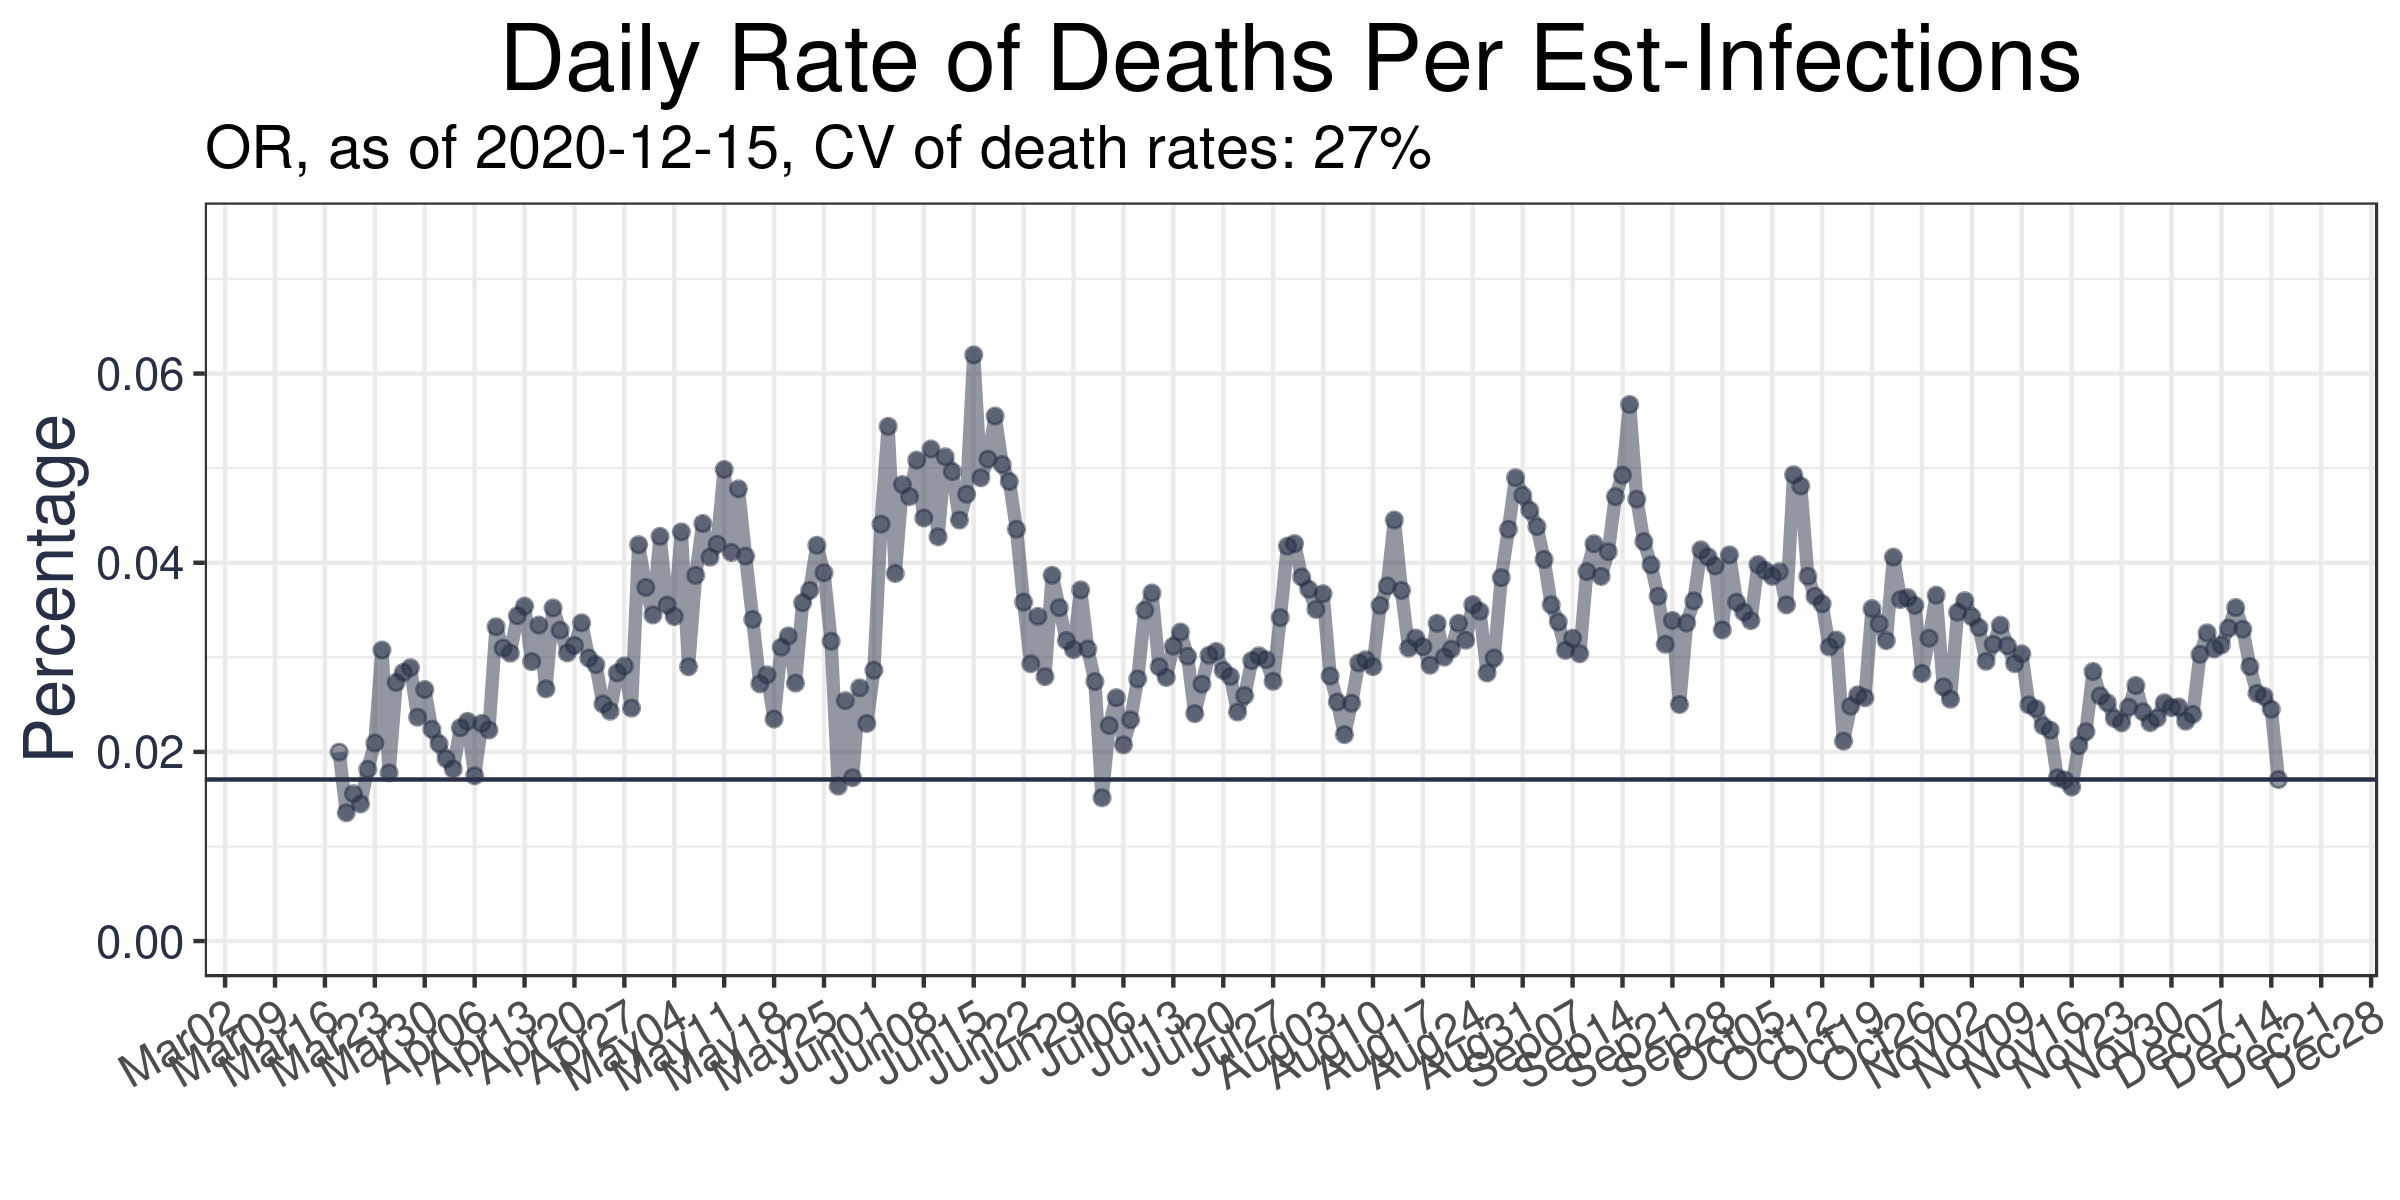 Daily Rate of Deaths Per Est-Infections
OR, as of 2020-12-15, CV of death rates: 27%
Percentage
0.06
0.04
0.02
0.00
Mar02
Mar09
Mar16
Mar23
Mar30
Apr06
Apr13
Apr20
Apr27
May04
May11
May18
May25
Jun01
Jun08
Jun15
Jun22
Jun29
Jul06
Jul13
Jul20
Jul27
Aug03
Aug10
Aug17
Aug24
Aug31
Sep07
Sep14
Sep21
Sep28
Oct05
Oct12
Oct19
Oct26
Nov02
Nov09
Nov16
Nov23
Nov30
Dec07
Dec14
Dec21
Dec28